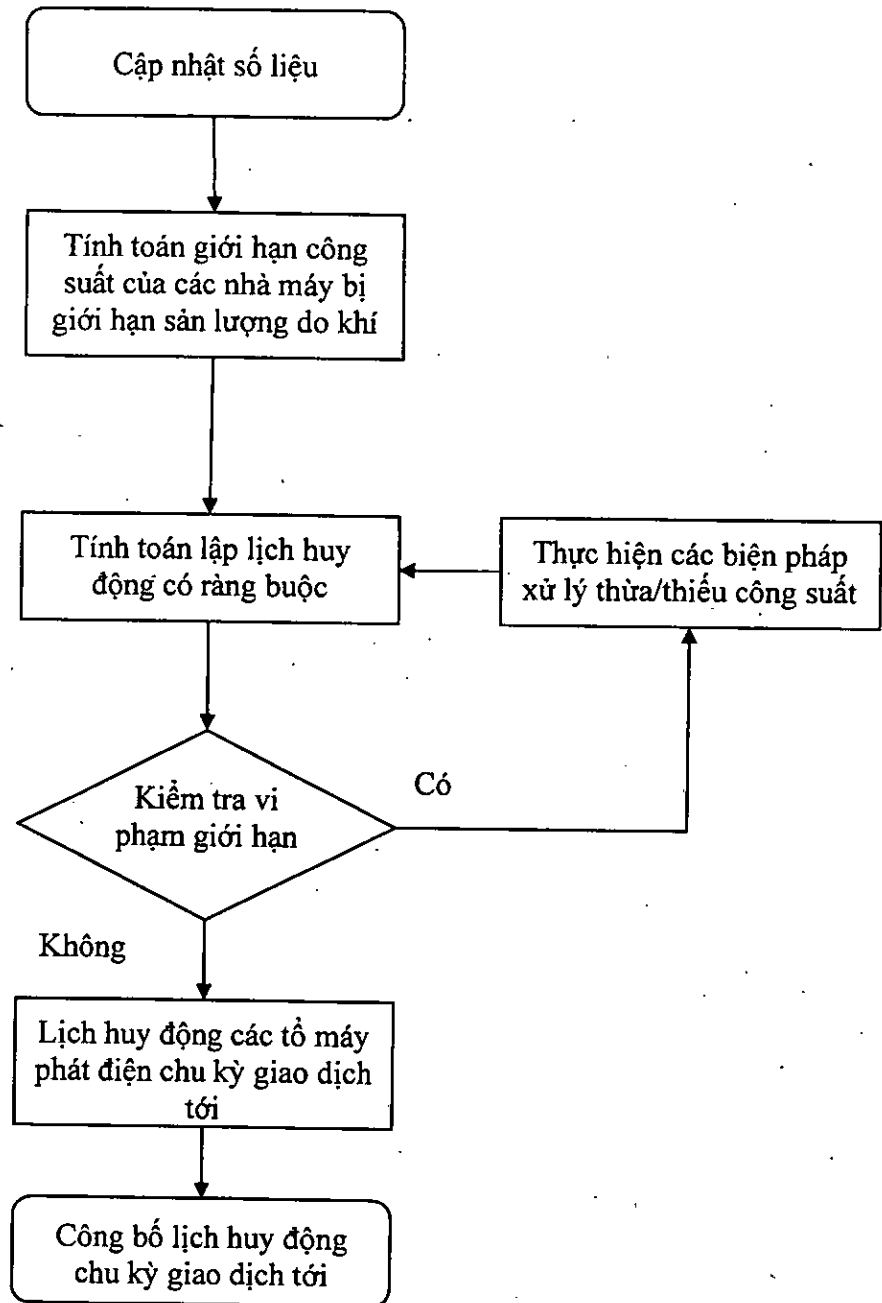 Cập nhật số liệu
Tính toán giới hạn công
suất của các nhà máy bị
giới hạn sản lượng do khí
Tính toán lập lịch huy
động có ràng buộc
Thực hiện các biện pháp
xử lý thừa/thiếu công suất
Kiểm tra vi
phạm giới hạn
Có
Không
Lịch huy động các tổ máy
phát điện chu kỳ giao dịch
tới
Công bố lịch huy động
chu kỳ giao dịch tới